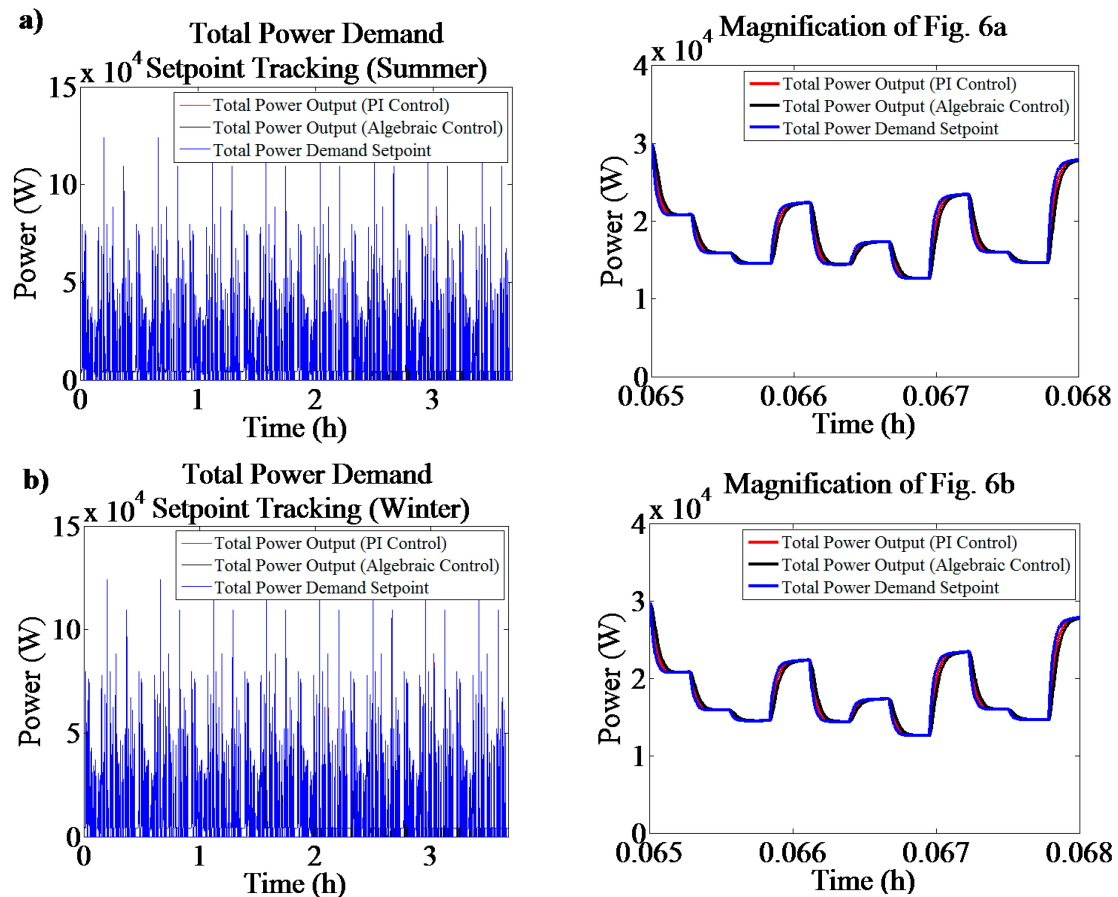 a)
Total Power Demand
Setpoint Tracking (Summer)
x 10^4
15
10
5
0
Power (W)
Total Power Output (PI Control)
Total Power Output (Algebraic Control)
Total Power Demand Setpoint
0 1 2 3
Time (h)
Magnification of Fig. 6a
x 10^4
4
3
2
1
0
Power (W)
Total Power Output (PI Control)
Total Power Output (Algebraic Control)
Total Power Demand Setpoint
0.065 0.066 0.067 0.068
Time (h)
b)
Total Power Demand
Setpoint Tracking (Winter)
x 10^4
15
10
5
0
Power (W)
Total Power Output (PI Control)
Total Power Output (Algebraic Control)
Total Power Demand Setpoint
0 1 2 3
Time (h)
Magnification of Fig. 6b
x 10^4
4
3
2
1
0
Power (W)
Total Power Output (PI Control)
Total Power Output (Algebraic Control)
Total Power Demand Setpoint
0.065 0.066 0.067 0.068
Time (h)